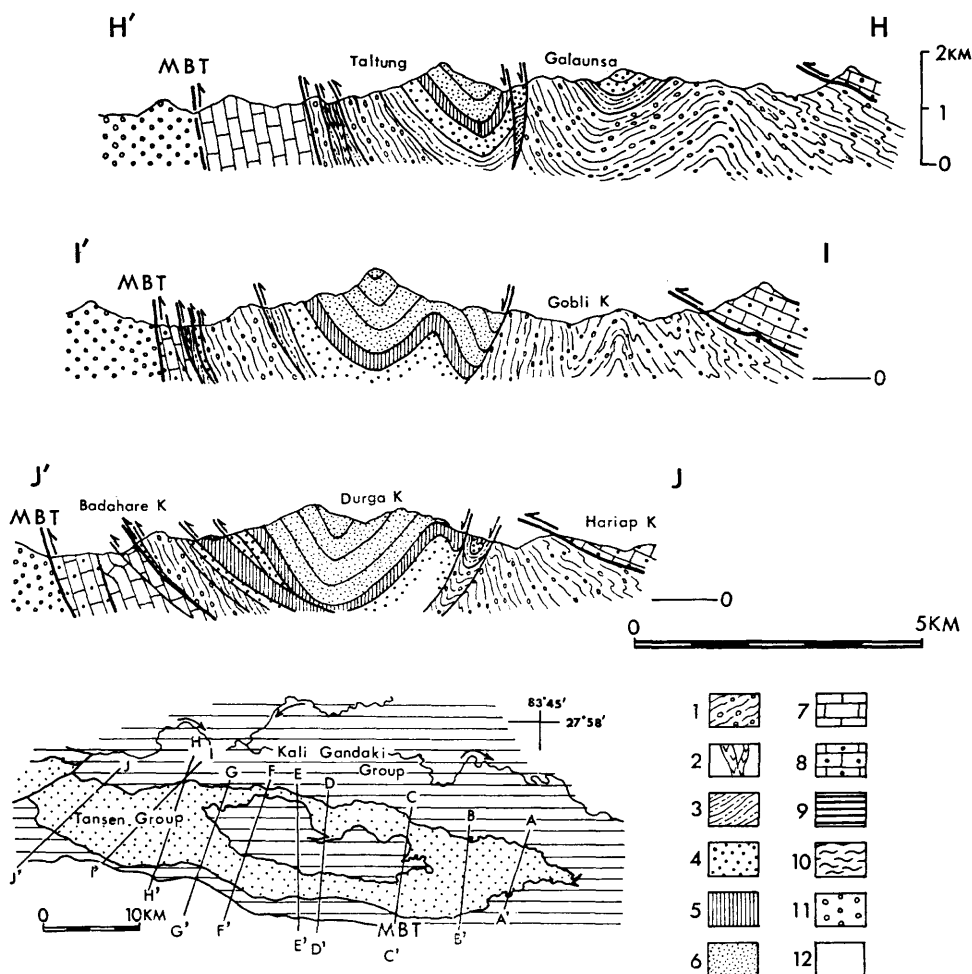 H′ H
MBT Taltung Galaunsa 2KM
1
0
I′ I
MBT Gobli K
0
J′ J
MBT Badahare K Durga K Hariap K
0
0 5KM
83°45′
27°58′
Kali Gandaki
Group
H I J G F E D C B A
Tansen Group
J′ I′ H′ G′ F′ E′ D′ MBT C′ B′ A′
0 10KM
1 7
2 8
3 9
4 10
5 11
6 12